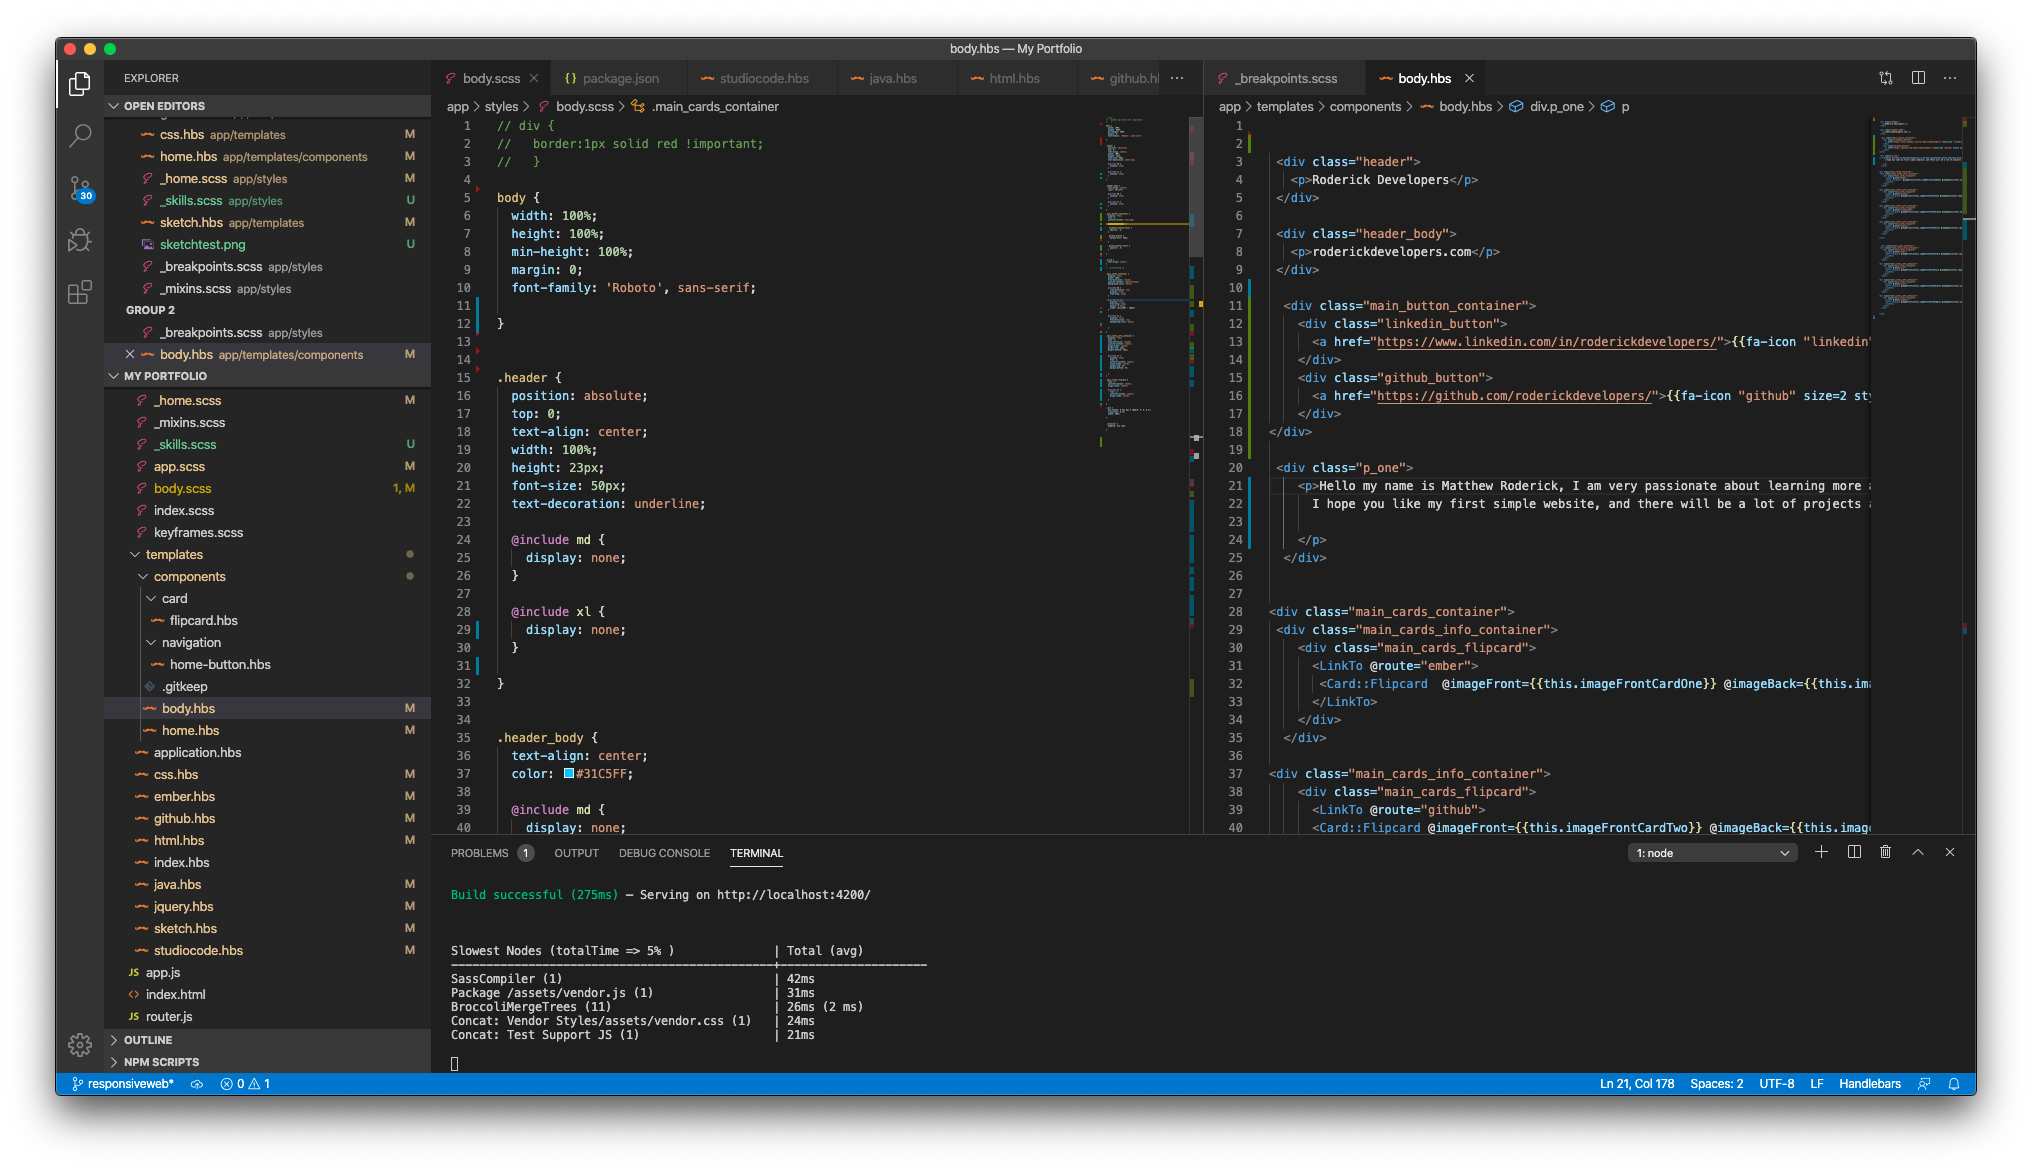 body.hbs — My Portfolio
EXPLORER
OPEN EDITORS
css.hbs app/templates M
home.hbs app/templates/components M
_home.scss app/styles M
_skills.scss app/styles U
sketch.hbs app/templates M
sketchtest.png U
_breakpoints.scss app/styles
_mixins.scss app/styles
GROUP 2
_breakpoints.scss app/styles
body.hbs app/templates/components M
MY PORTFOLIO
_home.scss M
_mixins.scss
_skills.scss U
app.scss M
body.scss 1, M
index.scss
keyframes.scss
templates
components
card
flipcard.hbs
navigation
home-button.hbs
.gitkeep
body.hbs M
home.hbs M
application.hbs
css.hbs M
ember.hbs M
github.hbs M
html.hbs M
index.hbs
java.hbs M
jquery.hbs M
sketch.hbs M
studiocode.hbs M
JS app.js
<> index.html
JS router.js
OUTLINE
NPM SCRIPTS
30
body.scss {} package.json studiocode.hbs java.hbs html.hbs github.hl ···
app > styles > body.scss > .main_cards_container
1 // div {
2 //   border:1px solid red !important;
3 //   }
4
5 body {
6   width: 100%;
7   height: 100%;
8   min-height: 100%;
9   margin: 0;
10   font-family: 'Roboto', sans-serif;
11
12 }
13
14
15 .header {
16   position: absolute;
17   top: 0;
18   text-align: center;
19   width: 100%;
20   height: 23px;
21   font-size: 50px;
22   text-decoration: underline;
23
24   @include md {
25     display: none;
26   }
27
28   @include xl {
29     display: none;
30   }
31
32 }
33
34
35 .header_body {
36   text-align: center;
37   color: #31C5FF;
38
39   @include md {
40     display: none;
_breakpoints.scss body.hbs ···
app > templates > components > body.hbs > div.p_one > p
1
2
3 <div class="header">
4   <p>Roderick Developers</p>
5 </div>
6
7 <div class="header_body">
8   <p>roderickdevelopers.com</p>
9 </div>
10
11 <div class="main_button_container">
12   <div class="linkedin_button">
13     <a href="https://www.linkedin.com/in/roderickdevelopers/">{{fa-icon "linkedin"
14   </div>
15   <div class="github_button">
16     <a href="https://github.com/roderickdevelopers/">{{fa-icon "github" size=2 sty
17   </div>
18 </div>
19
20 <div class="p_one">
21   <p>Hello my name is Matthew Roderick, I am very passionate about learning more a
22     I hope you like my first simple website, and there will be a lot of projects a
23
24   </p>
25 </div>
26
27
28 <div class="main_cards_container">
29 <div class="main_cards_info_container">
30   <div class="main_cards_flipcard">
31     <LinkTo @route="ember">
32     <Card::Flipcard  @imageFront={{this.imageFrontCardOne}} @imageBack={{this.ima
33     </LinkTo>
34   </div>
35 </div>
36
37 <div class="main_cards_info_container">
38   <div class="main_cards_flipcard">
39     <LinkTo @route="github">
40     <Card::Flipcard @imageFront={{this.imageFrontCardTwo}} @imageBack={{this.imag
PROBLEMS 1 OUTPUT DEBUG CONSOLE TERMINAL
1: node
Build successful (275ms) – Serving on http://localhost:4200/
Slowest Nodes (totalTime => 5% ) | Total (avg)
SassCompiler (1) | 42ms
Package /assets/vendor.js (1) | 31ms
BroccoliMergeTrees (11) | 26ms (2 ms)
Concat: Vendor Styles/assets/vendor.css (1) | 24ms
Concat: Test Support JS (1) | 21ms
responsiveweb* 0 1
Ln 21, Col 178 Spaces: 2 UTF-8 LF Handlebars